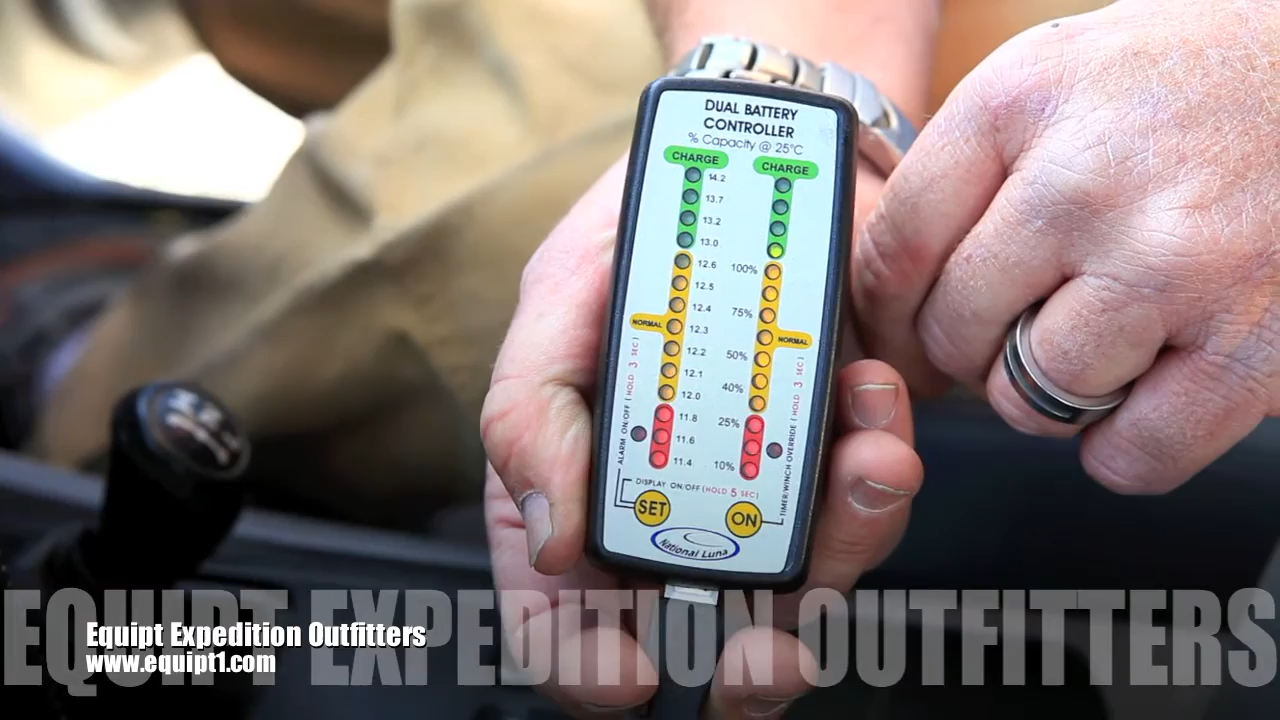 DUAL BATTERY
CONTROLLER
% Capacity @ 25°C
CHARGE CHARGE
14.2
13.7
13.2
13.0
12.6 100%
12.5
12.4 75%
NORMAL 12.3 NORMAL
12.2 50%
12.1
12.0 40%
11.8 25%
11.6
11.4 10%
ALARM ON/OFF (HOLD 3 SEC)
TIMER/WINCH OVERRIDE (HOLD 3 SEC)
DISPLAY ON/OFF (HOLD 5 SEC)
SET ON
National Luna
EQUIPT EXPEDITION OUTFITTERS
Equipt Expedition Outfitters
www.equipt1.com